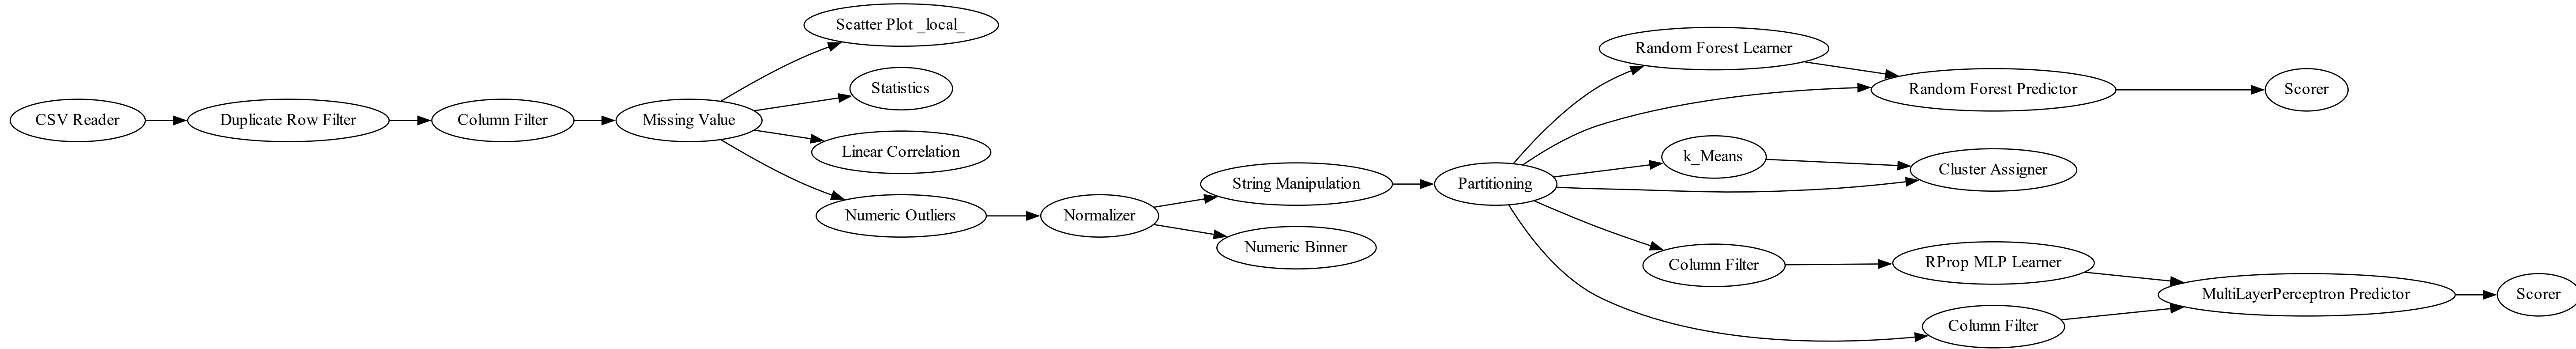 CSV Reader
Duplicate Row Filter
Column Filter
Missing Value
Scatter Plot _local_
Statistics
Linear Correlation
Numeric Outliers
Normalizer
String Manipulation
Numeric Binner
Partitioning
Random Forest Learner
Random Forest Predictor
Scorer
k_Means
Cluster Assigner
Column Filter
RProp MLP Learner
Column Filter
MultiLayerPerceptron Predictor
Scorer